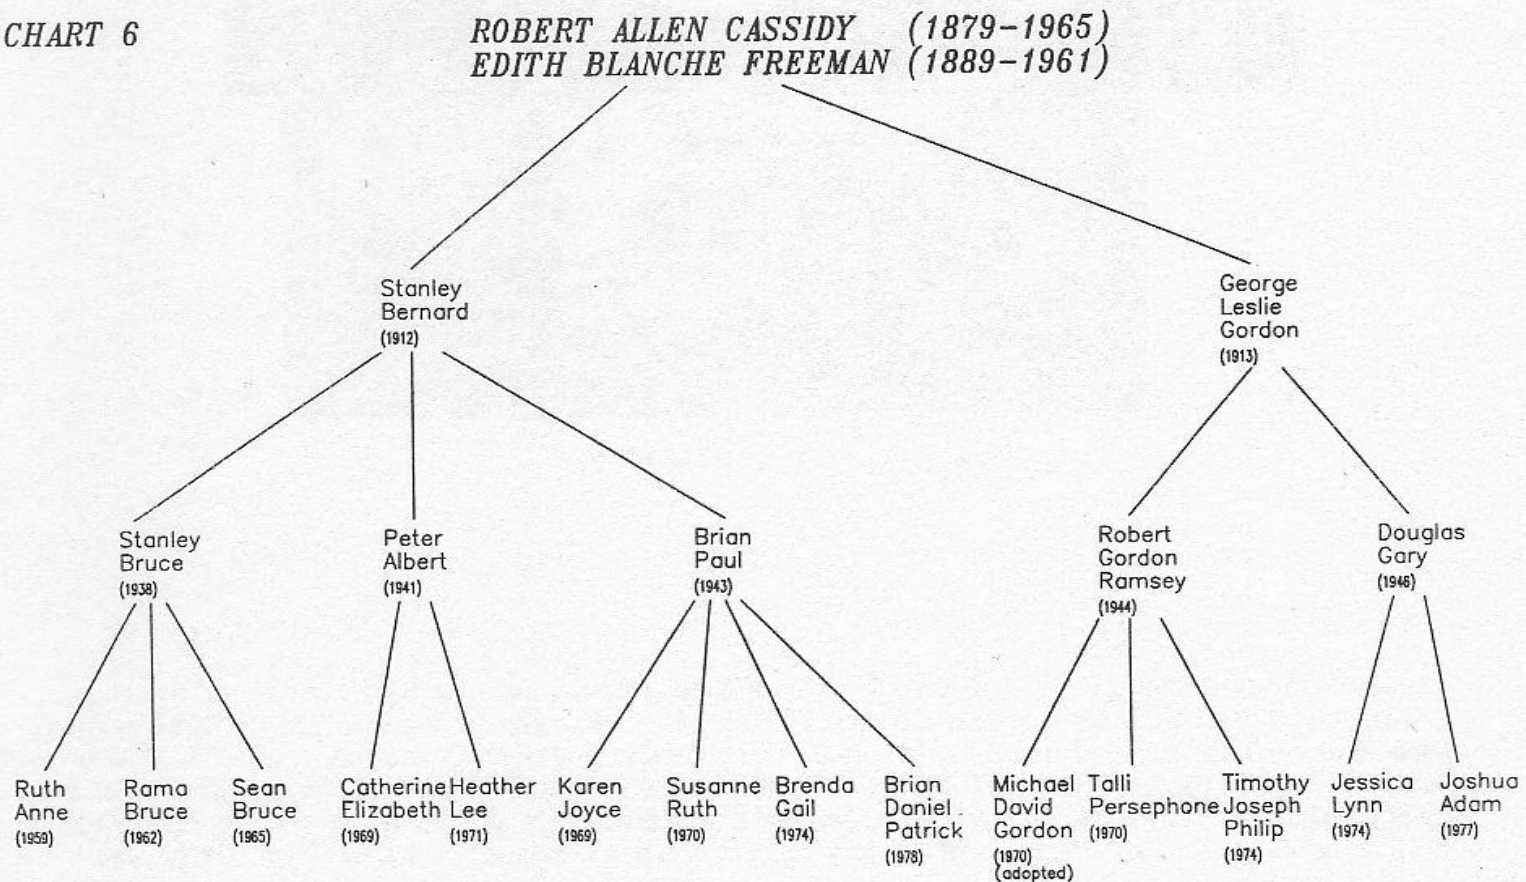 CHART 6
ROBERT ALLEN CASSIDY (1879-1965)
EDITH BLANCHE FREEMAN (1889-1961)
Stanley
Bernard
(1912)
George
Leslie
Gordon
(1913)
Stanley
Bruce
(1938)
Peter
Albert
(1941)
Brian
Paul
(1943)
Robert
Gordon
Ramsey
(1944)
Douglas
Gary
(1946)
Ruth
Anne
(1959)
Rama
Bruce
(1962)
Sean
Bruce
(1965)
Catherine
Elizabeth
(1969)
Heather
Lee
(1971)
Karen
Joyce
(1969)
Susanne
Ruth
(1970)
Brenda
Gail
(1974)
Brian
Daniel
Patrick
(1978)
Michael
David
Gordon
(1970)
(adopted)
Talli
Persephone
(1970)
Timothy
Joseph
Philip
(1974)
Jessica
Lynn
(1974)
Joshua
Adam
(1977)